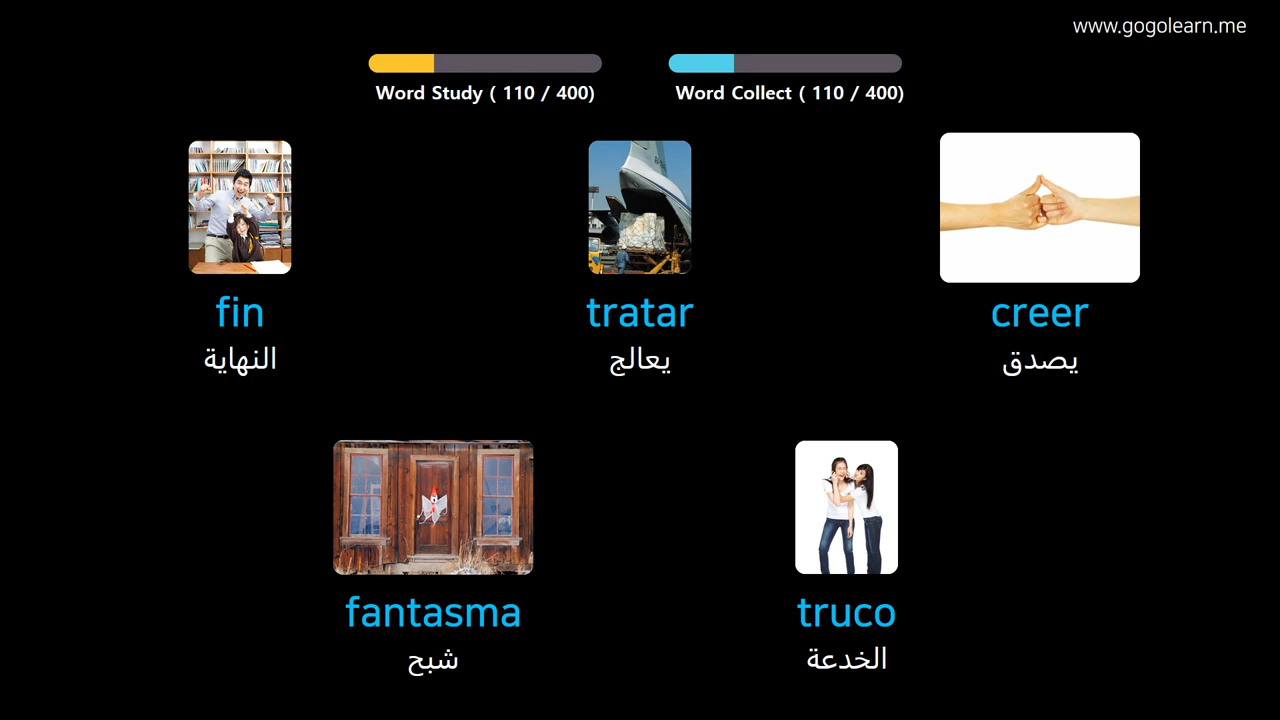 www.gogolearn.me
Word Study ( 110 / 400)
Word Collect ( 110 / 400)
fin
النهاية
tratar
يعالج
creer
يصدق
fantasma
شبح
truco
الخدعة